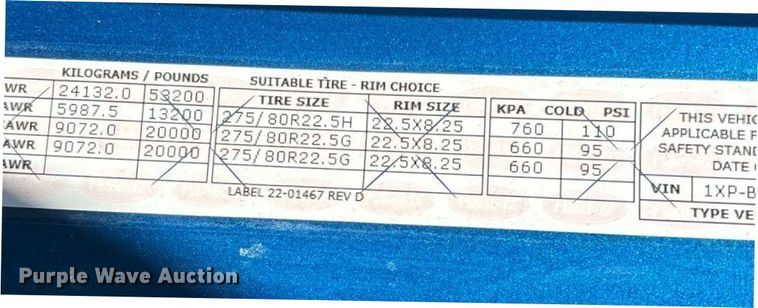 KILOGRAMS / POUNDS SUITABLE TIRE - RIM CHOICE
TIRE SIZE RIM SIZE KPA COLD PSI
WR 24132.0 53200
AWR 5987.5 13200 275/80R22.5H 22.5X8.25 760 110
AWR 9072.0 20000 275/80R22.5G 22.5X8.25 660 95
AWR 9072.0 20000 275/80R22.5G 22.5X8.25 660 95
AWR
THIS VEHIC
APPLICABLE F
SAFETY STAN
DATE
VIN 1XP-B
TYPE VE
LABEL 22-01467 REV D
Purple Wave Auction